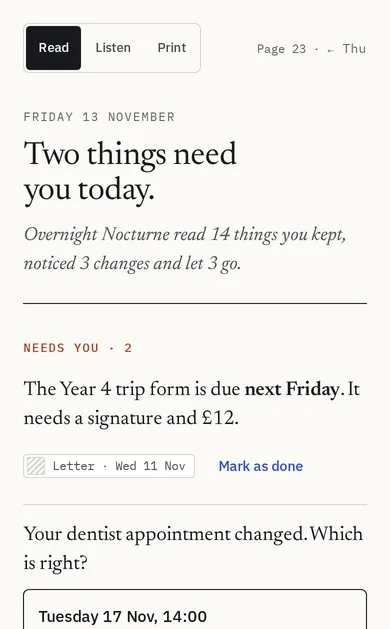 Read Listen Print Page 23 · ← Thu
FRIDAY 13 NOVEMBER
Two things need
you today.
Overnight Nocturne read 14 things you kept,
noticed 3 changes and let 3 go.
NEEDS YOU · 2
The Year 4 trip form is due next Friday. It
needs a signature and £12.
Letter · Wed 11 Nov Mark as done
Your dentist appointment changed. Which
is right?
Tuesday 17 Nov, 14:00